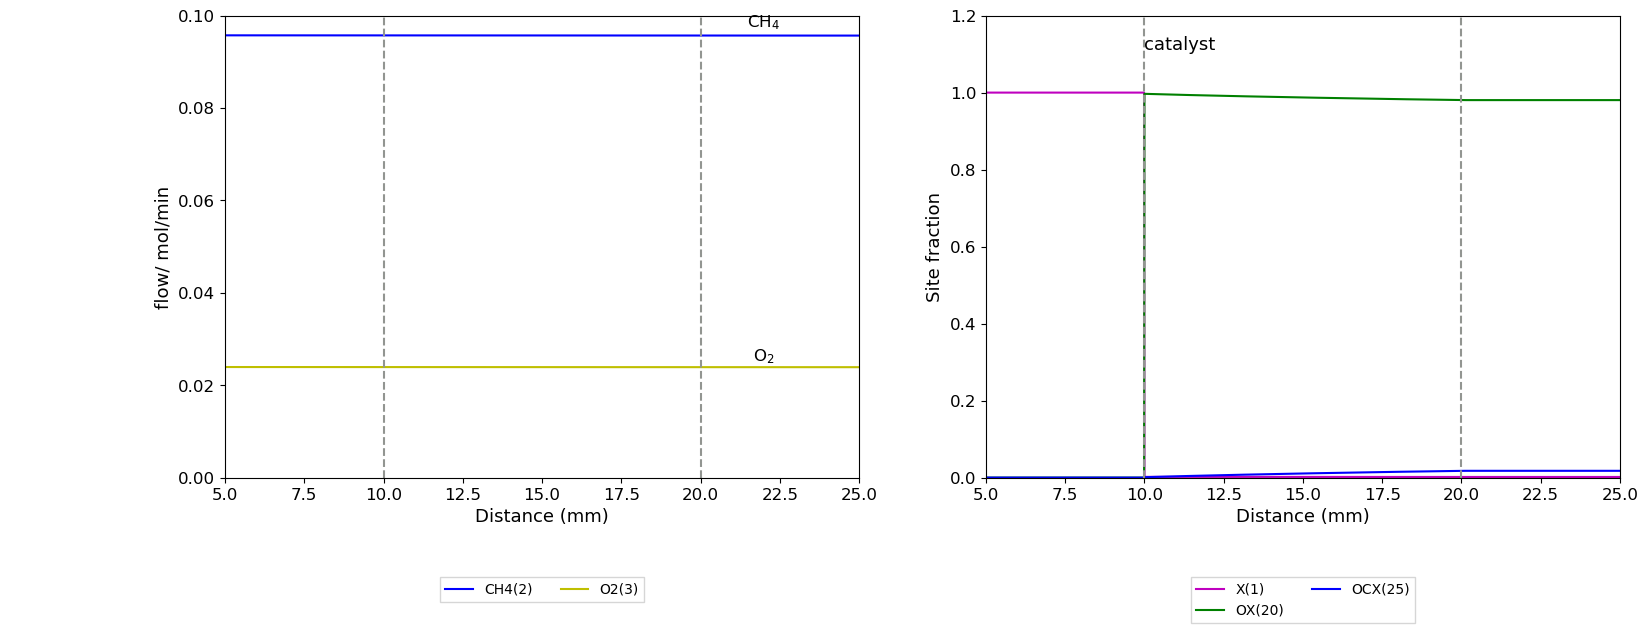 0.10
0.08
0.06
0.04
0.02
0.00
flow/ mol/min
CH₄
O₂
5.0 7.5 10.0 12.5 15.0 17.5 20.0 22.5 25.0
Distance (mm)
CH4(2) O2(3)
1.2
1.0
0.8
0.6
0.4
0.2
0.0
Site fraction
catalyst
5.0 7.5 10.0 12.5 15.0 17.5 20.0 22.5 25.0
Distance (mm)
X(1) OCX(25)
OX(20)